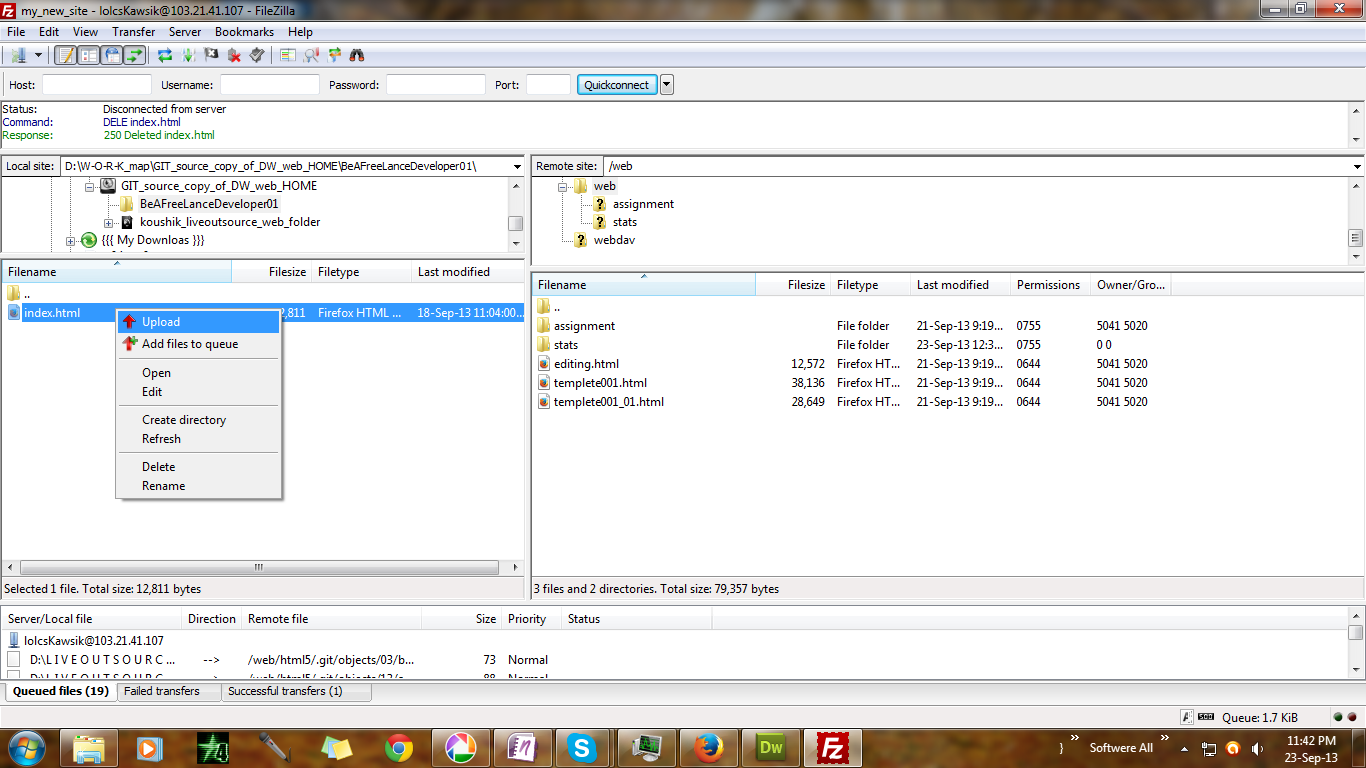 my_new_site - lolcsKawsik@103.21.41.107 - FileZilla
File Edit View Transfer Server Bookmarks Help
Host: Username: Password: Port: Quickconnect
Status: Disconnected from server
Command: DELE index.html
Response: 250 Deleted index.html
Local site: D:\W-O-R-K_map\GIT_source_copy_of_DW_web_HOME\BeAFreeLanceDeveloper01\
GIT_source_copy_of_DW_web_HOME
BeAFreeLanceDeveloper01
koushik_liveoutsource_web_folder
{{{ My Downloas }}}
Remote site: /web
web
assignment
stats
webdav
Filename Filesize Filetype Last modified
..
index.html 2,811 Firefox HTML ... 18-Sep-13 11:04:00...
Upload
Add files to queue
Open
Edit
Create directory
Refresh
Delete
Rename
Selected 1 file. Total size: 12,811 bytes
Filename Filesize Filetype Last modified Permissions Owner/Gro...
..
assignment File folder 21-Sep-13 9:19... 0755 5041 5020
stats File folder 23-Sep-13 12:3... 0755 0 0
editing.html 12,572 Firefox HT... 21-Sep-13 9:19... 0644 5041 5020
templete001.html 38,136 Firefox HT... 21-Sep-13 9:19... 0644 5041 5020
templete001_01.html 28,649 Firefox HT... 21-Sep-13 9:19... 0644 5041 5020
3 files and 2 directories. Total size: 79,357 bytes
Server/Local file Direction Remote file Size Priority Status
lolcsKawsik@103.21.41.107
D:\L I V E O U T S O U R C ... --> /web/html5/.git/objects/03/b... 73 Normal
Queued files (19) Failed transfers Successful transfers (1)
Queue: 1.7 KiB
Softwere All
11:42 PM
23-Sep-13